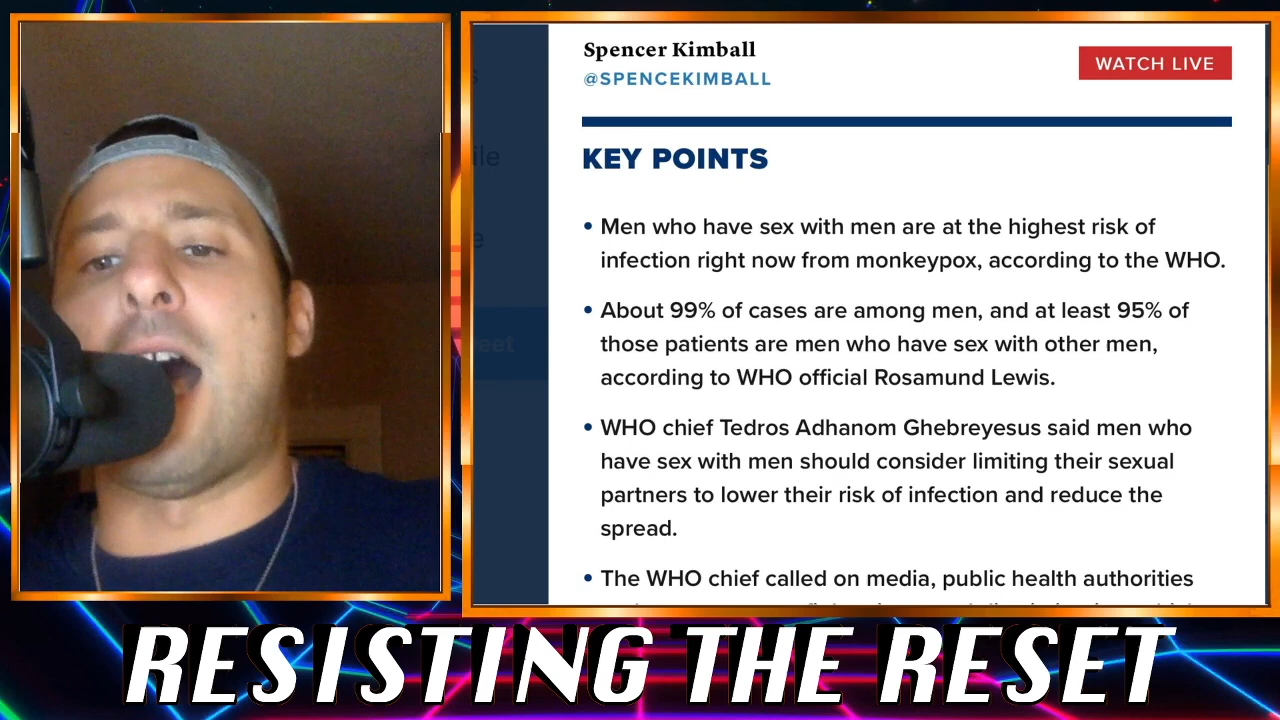 Spencer Kimball
@SPENCEKIMBALL
WATCH LIVE
KEY POINTS
• Men who have sex with men are at the highest risk of
infection right now from monkeypox, according to the WHO.
• About 99% of cases are among men, and at least 95% of
those patients are men who have sex with other men,
according to WHO official Rosamund Lewis.
• WHO chief Tedros Adhanom Ghebreyesus said men who
have sex with men should consider limiting their sexual
partners to lower their risk of infection and reduce the
spread.
• The WHO chief called on media, public health authorities
RESISTING THE RESET